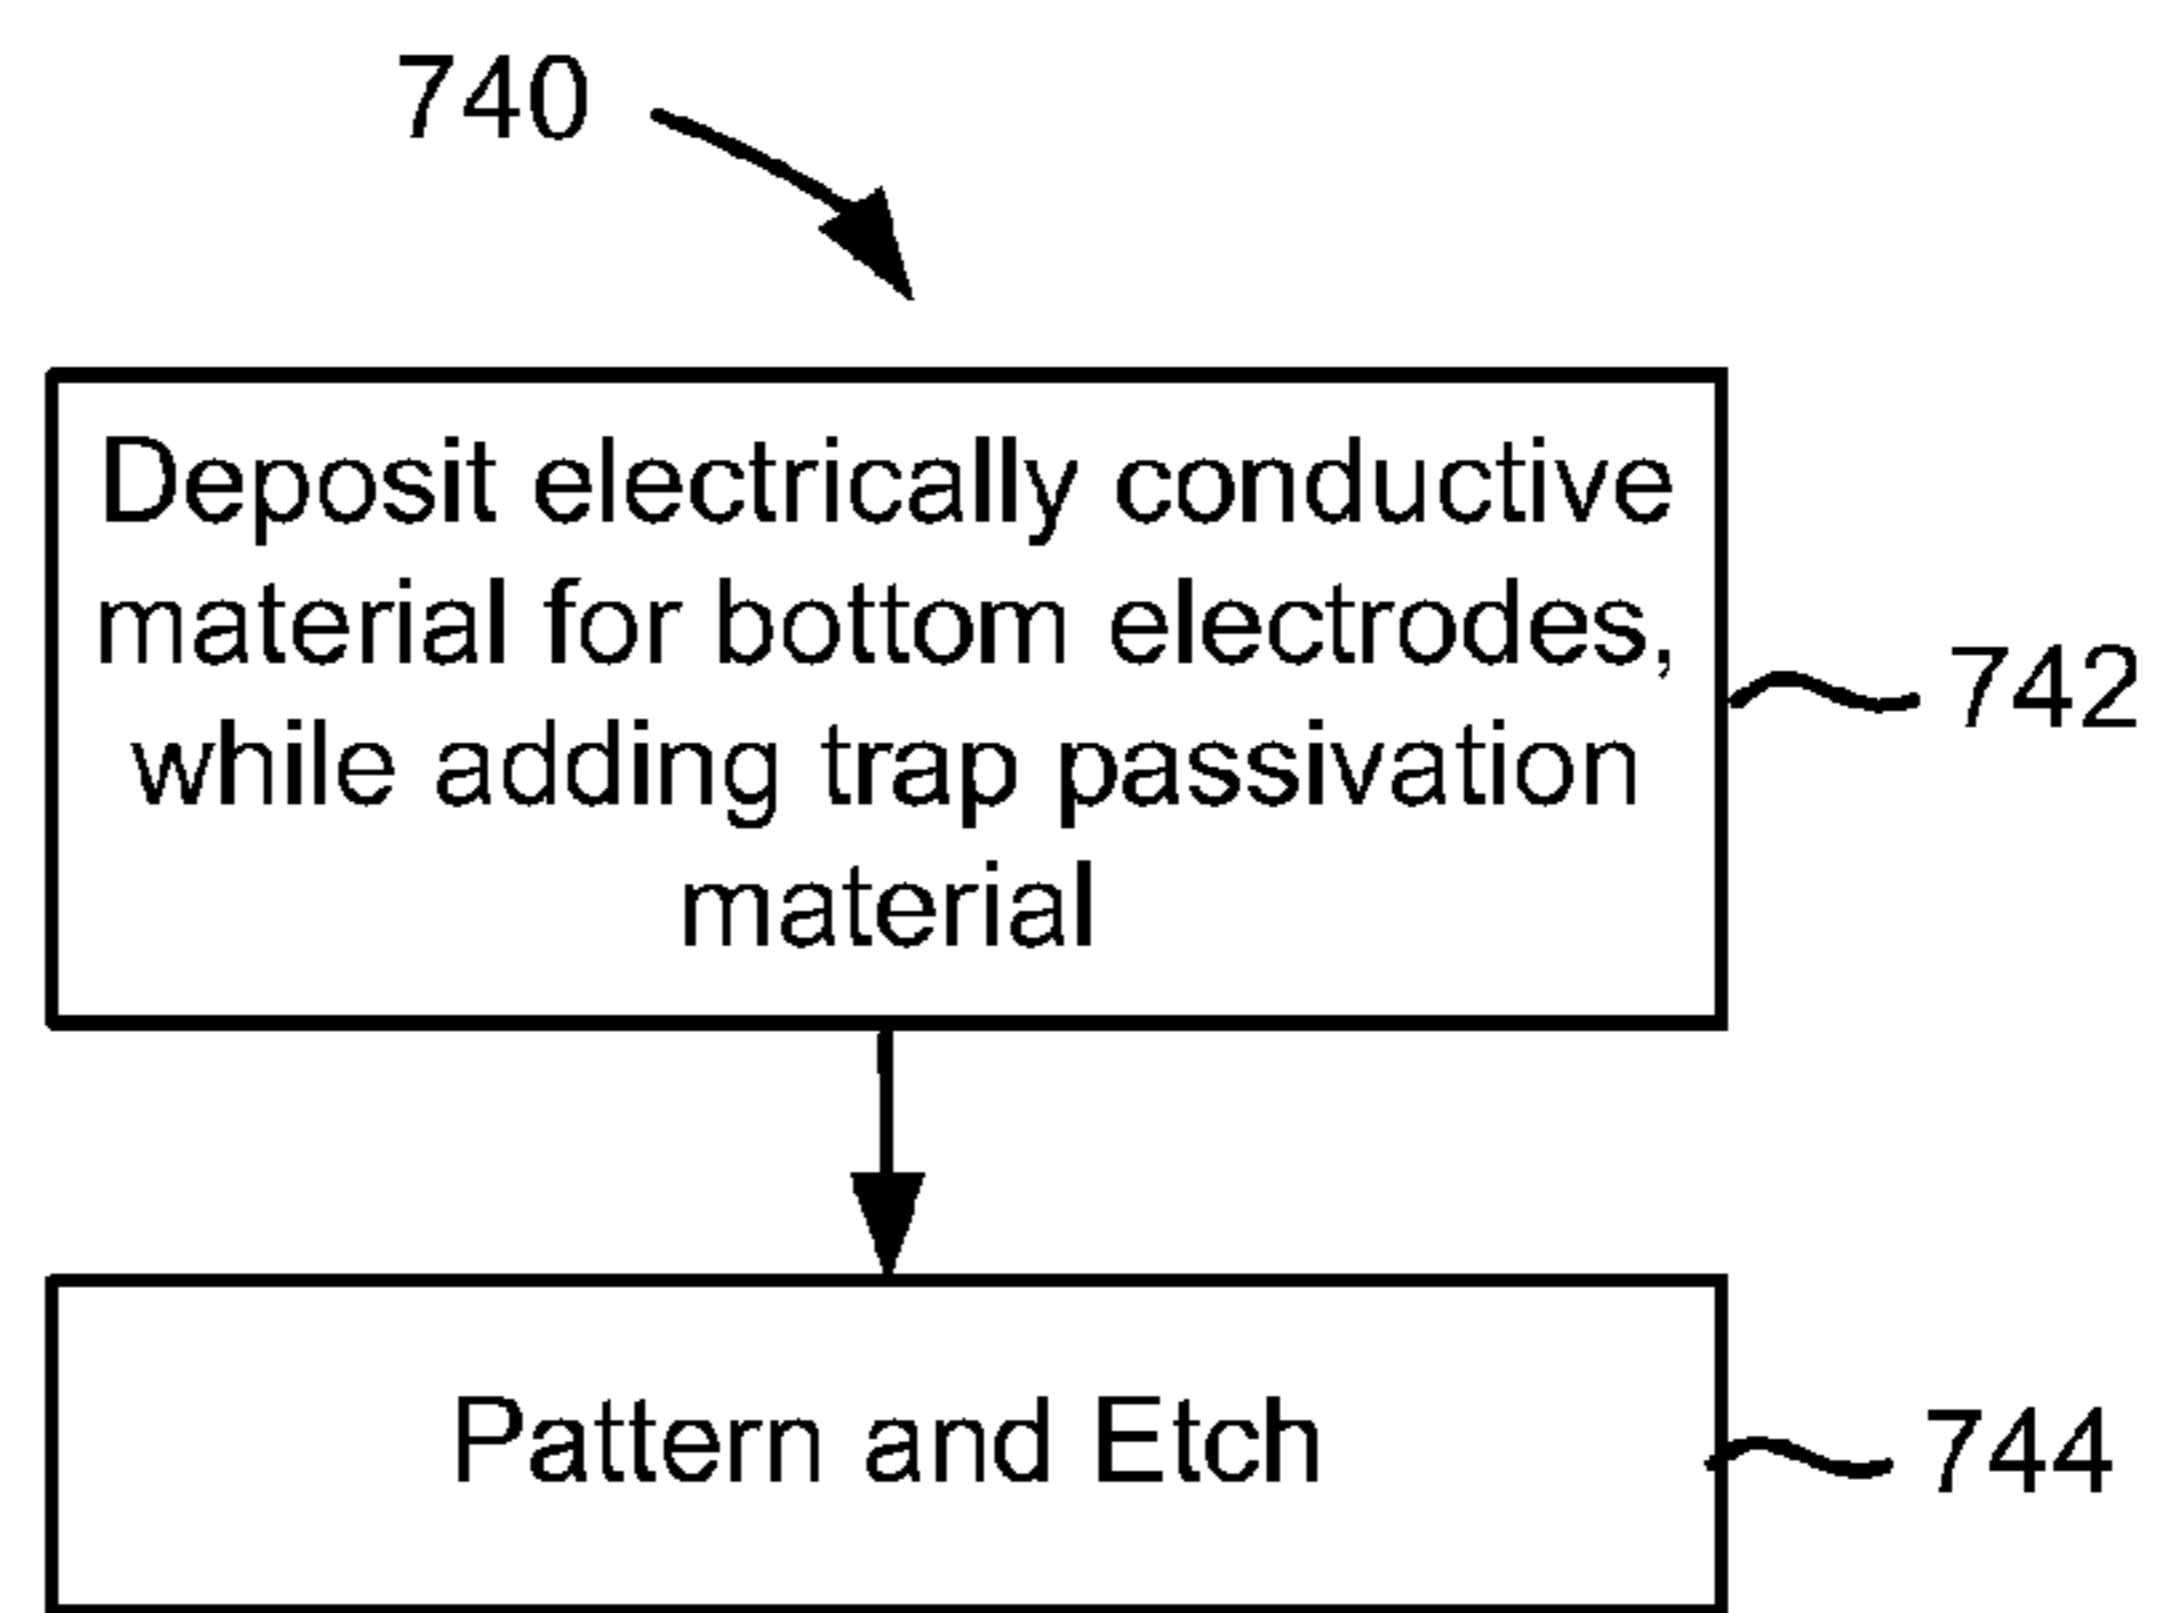 740
Deposit electrically conductive
material for bottom electrodes,
while adding trap passivation
material
742
Pattern and Etch
744